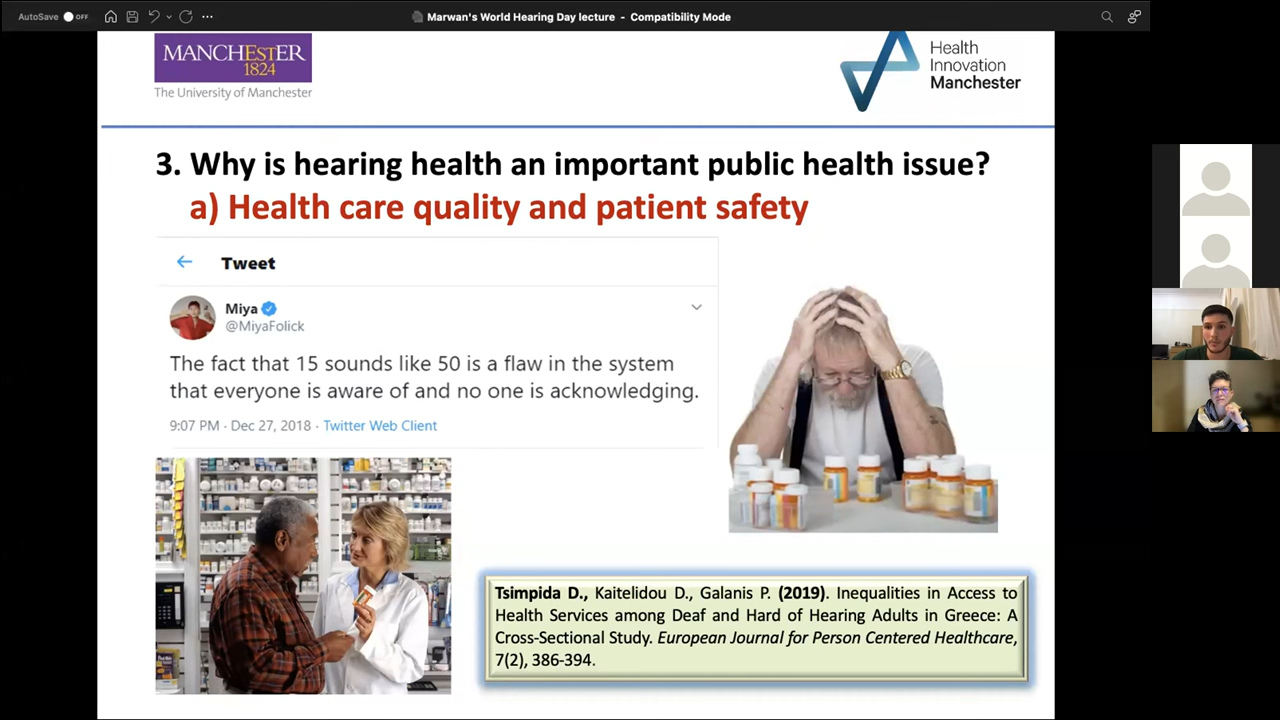 AutoSave OFF
Marwan's World Hearing Day lecture - Compatibility Mode
MANCHESTER
1824
The University of Manchester
Health
Innovation
Manchester
3. Why is hearing health an important public health issue?
a) Health care quality and patient safety
Tweet
Miya
@MiyaFolick
The fact that 15 sounds like 50 is a flaw in the system
that everyone is aware of and no one is acknowledging.
9:07 PM · Dec 27, 2018 · Twitter Web Client
Tsimpida D., Kaitelidou D., Galanis P. (2019). Inequalities in Access to
Health Services among Deaf and Hard of Hearing Adults in Greece: A
Cross-Sectional Study. European Journal for Person Centered Healthcare,
7(2), 386-394.